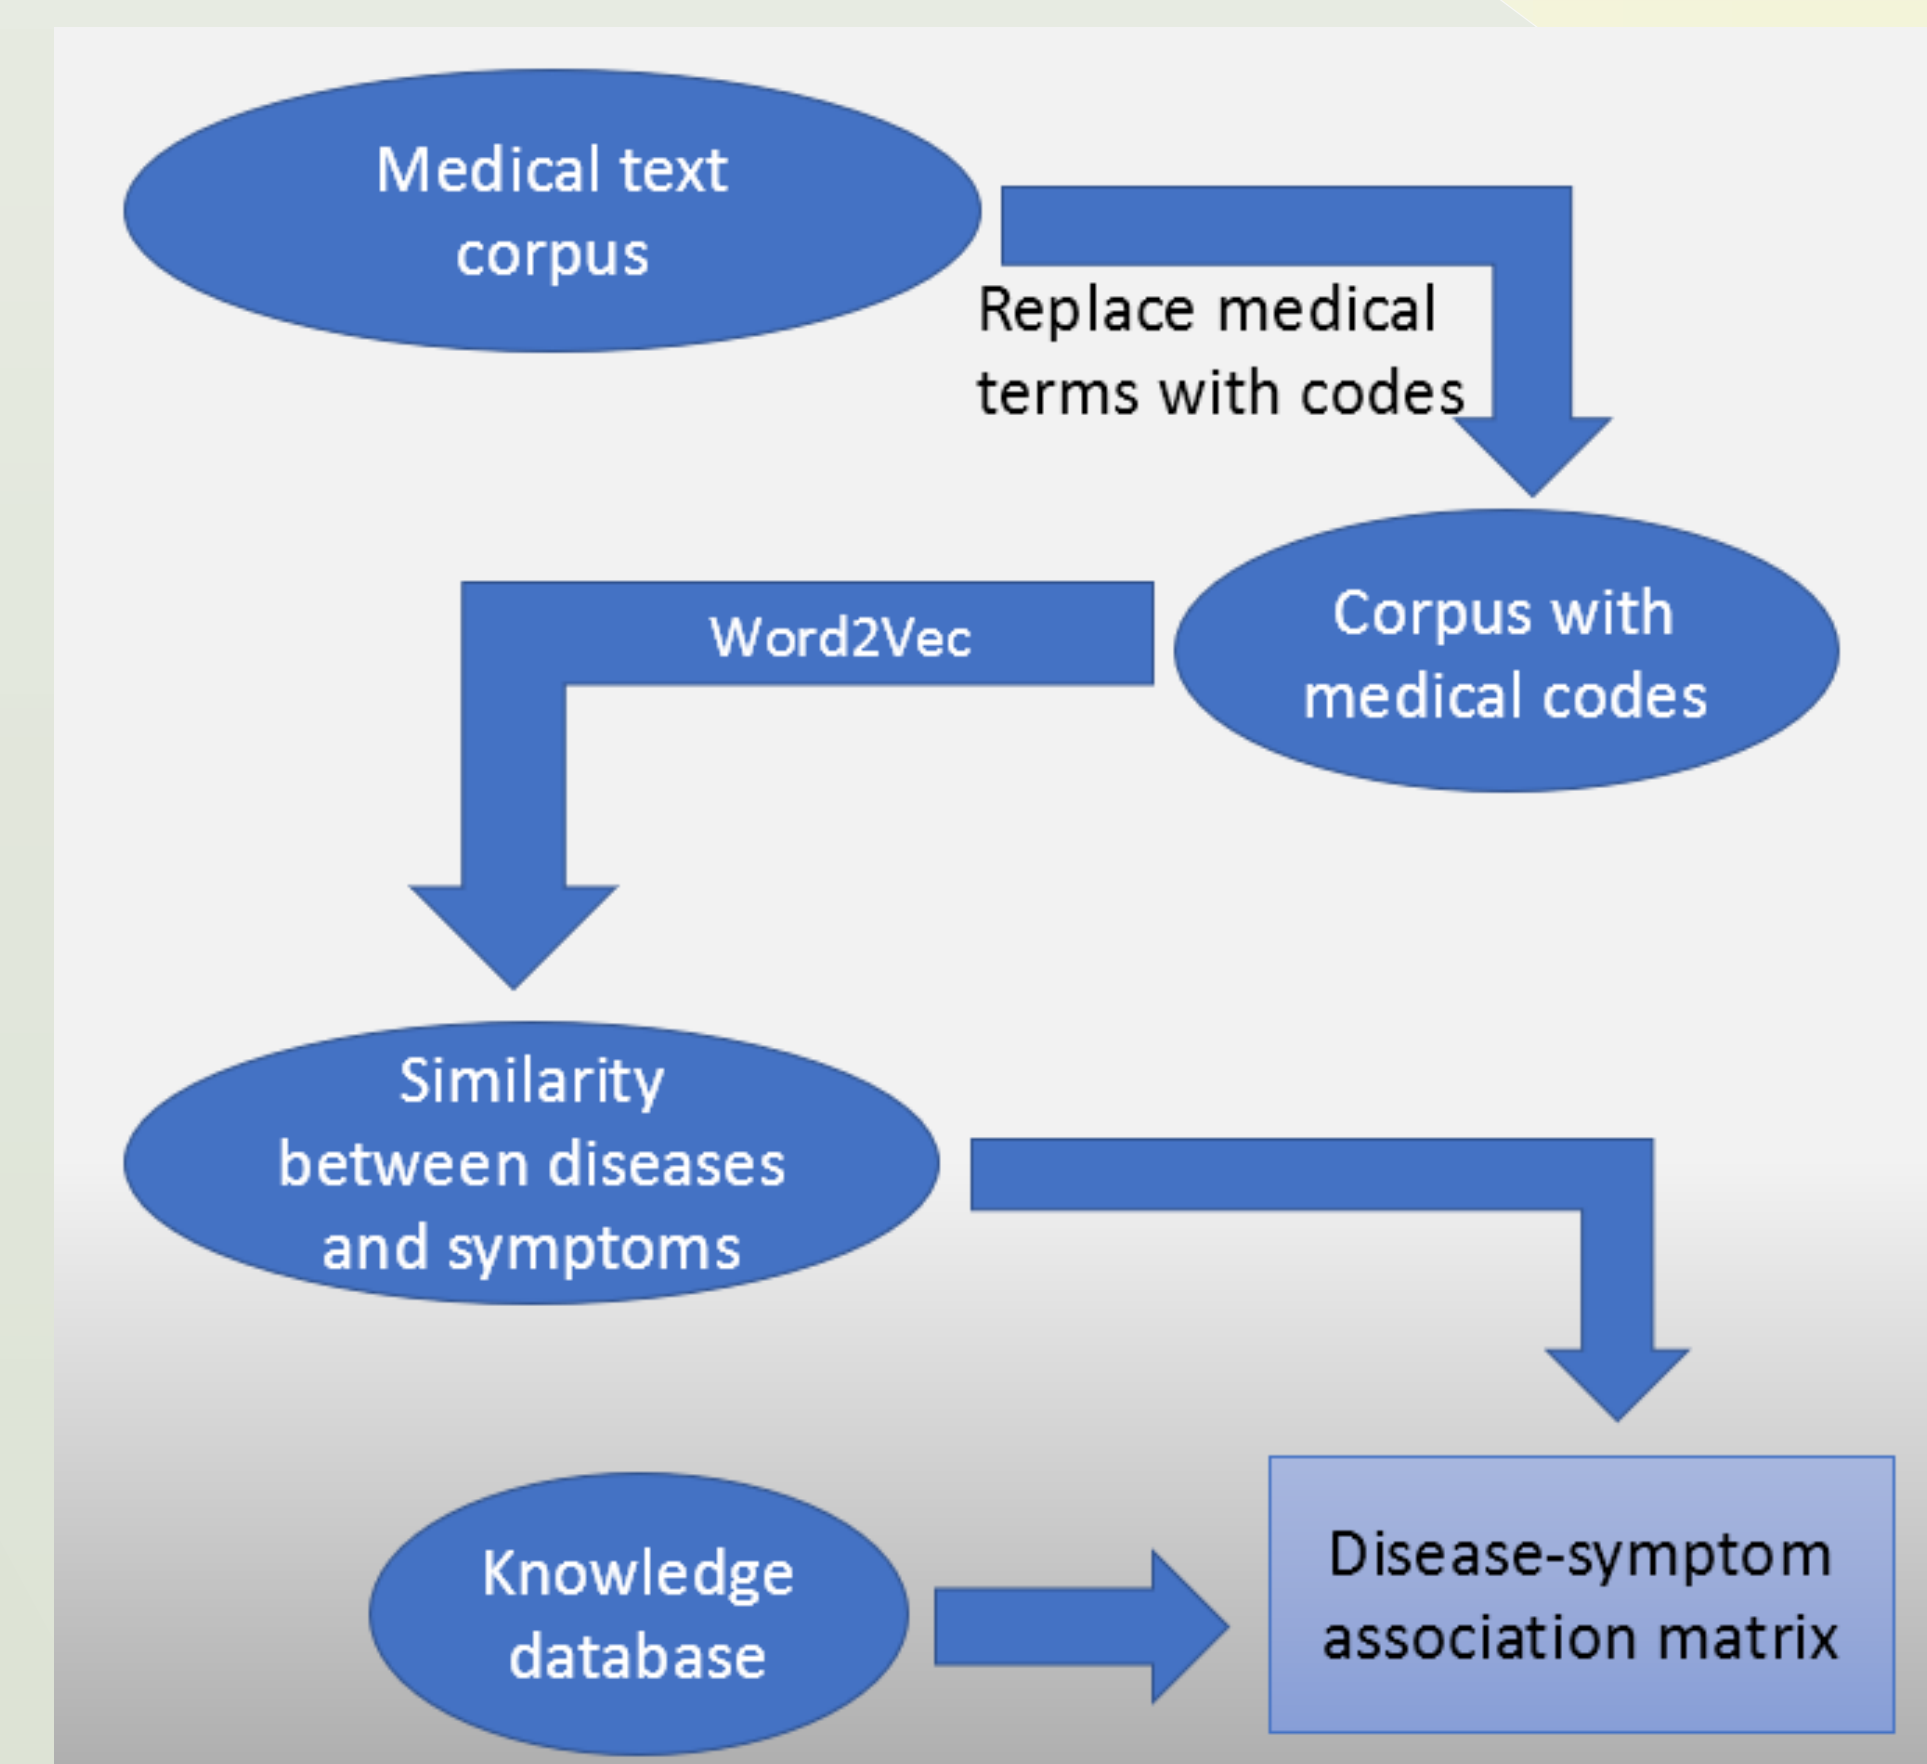 Medical text
corpus
Replace medical
terms with codes
Corpus with
medical codes
Word2Vec
Similarity
between diseases
and symptoms
Knowledge
database
Disease-symptom
association matrix